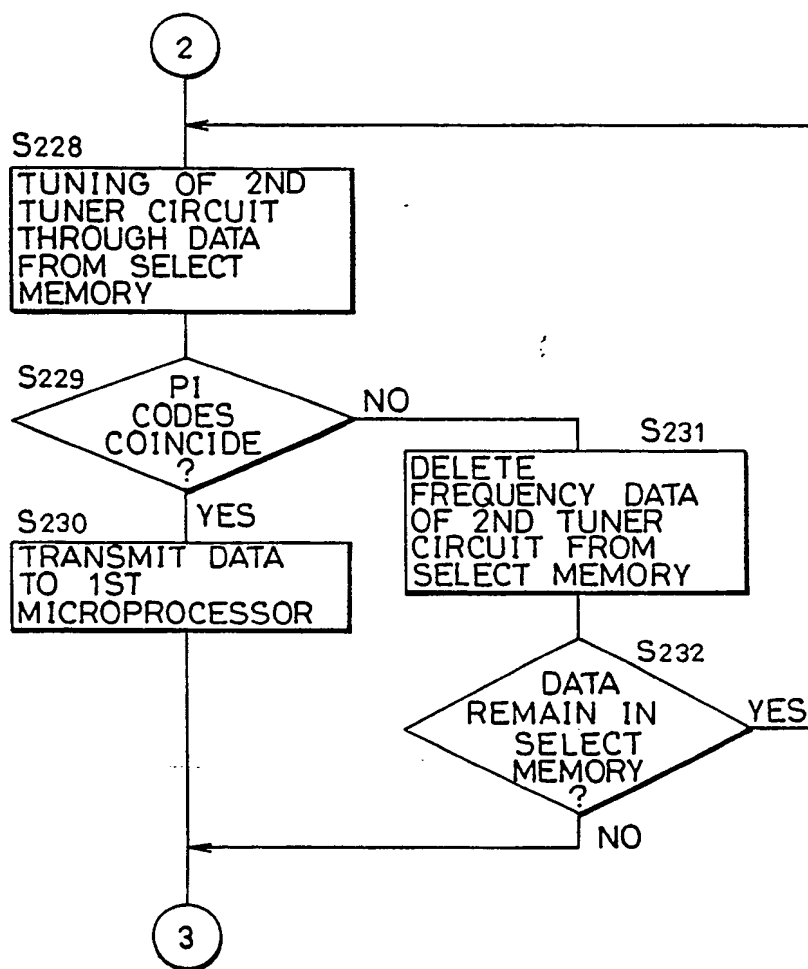 2
S228
TUNING OF 2ND
TUNER CIRCUIT
THROUGH DATA
FROM SELECT
MEMORY
S229
PI
CODES
COINCIDE
?
NO
YES
S230
TRANSMIT DATA
TO 1ST
MICROPROCESSOR
S231
DELETE
FREQUENCY DATA
OF 2ND TUNER
CIRCUIT FROM
SELECT MEMORY
S232
DATA
REMAIN IN
SELECT
MEMORY
?
YES
NO
3